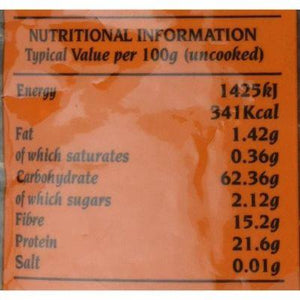 NUTRITIONAL INFORMATION
Typical Value per 100g (uncooked)
Energy 1425kJ
341Kcal
Fat 1.42g
of which saturates 0.36g
Carbohydrate 62.36g
of which sugars 2.12g
Fibre 15.2g
Protein 21.6g
Salt 0.01g